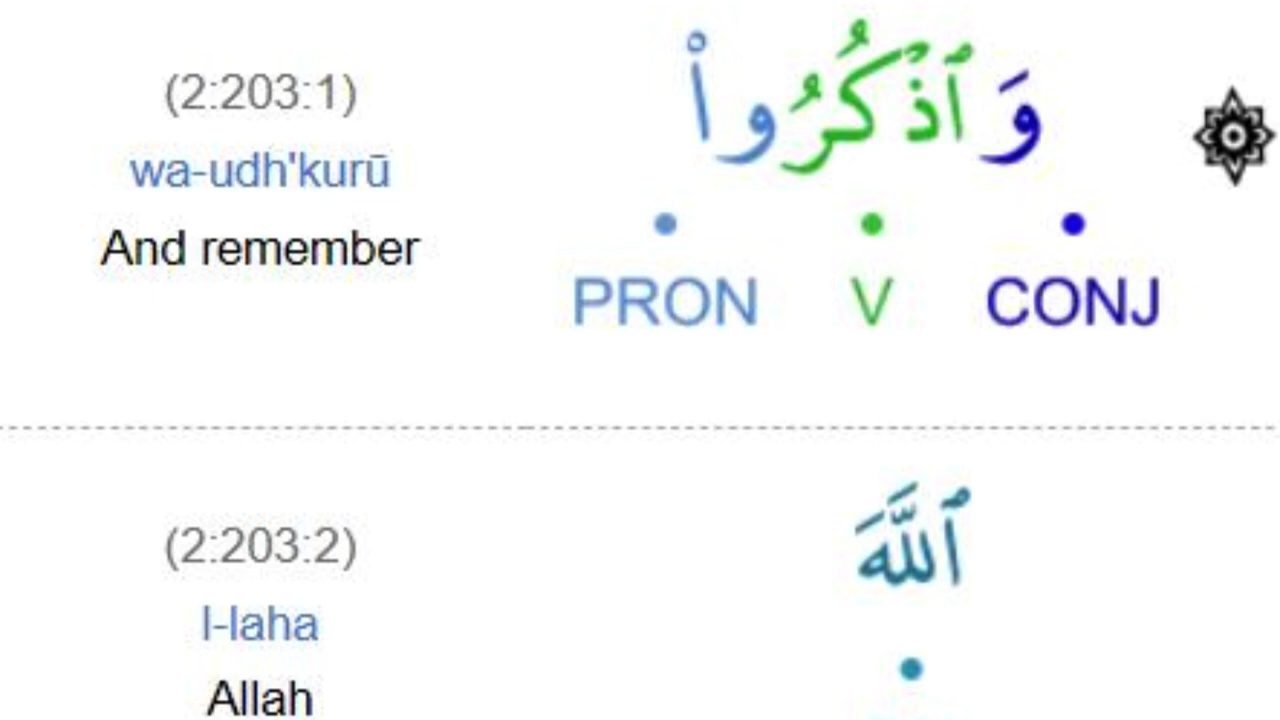 (2:203:1)
wa-udh'kurū
And remember
وَٱذْكُرُوا۟
PRON V CONJ
(2:203:2)
l-laha
Allah
ٱللَّهَ